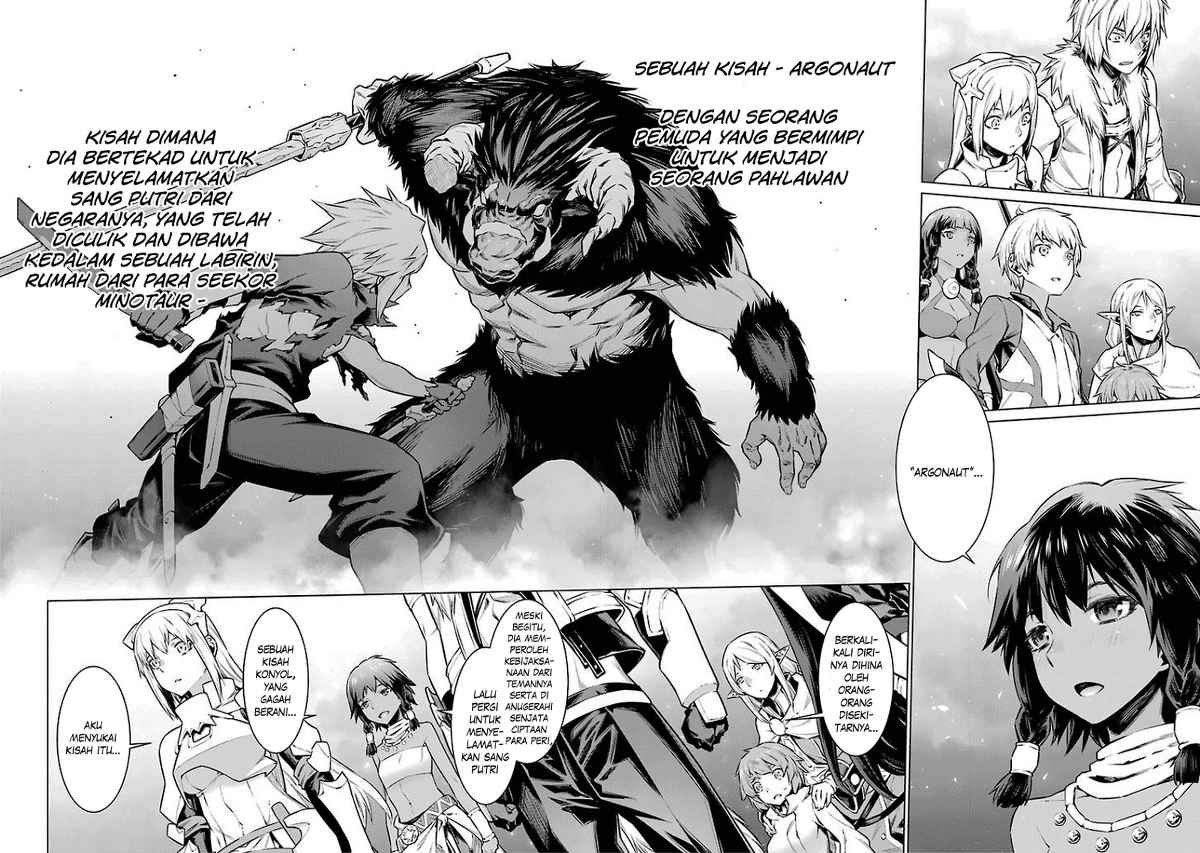 "ARGONAUT"...
SEBUAH KISAH - ARGONAUT
DENGAN SEORANG
PEMUDA YANG BERMIMPI
UNTUK MENJADI
SEORANG PAHLAWAN
KISAH DIMANA
DIA BERTEKAD UNTUK
MENYELAMATKAN
SANG PUTRI DARI
NEGARANYA, YANG TELAH
DICULIK DAN DIBAWA
KEDALAM SEBUAH LABIRIN,
RUMAH DARI PARA SEEKOR
MINOTAUR -
BERKALI-
KALI DIRI-
NYA DIHINA
OLEH
ORANG-
ORANG
DISEKI-
TARNYA...
MESKI
BEGITU,
DIA MEM-
PEROLEH
KEBIJAKSA-
NAAN DARI
TEMANNYA
SERTA DI
ANUGERAHI
SENJATA
CIPTAAN
PARA PERI,
LALU
PERGI
UNTUK
MENYE-
LAMAT-
KAN SANG
PUTRI
SEBUAH
KISAH
KONYOL,
YANG
GAGAH
BERANI...
AKU
MENYUKAI
KISAH ITU...